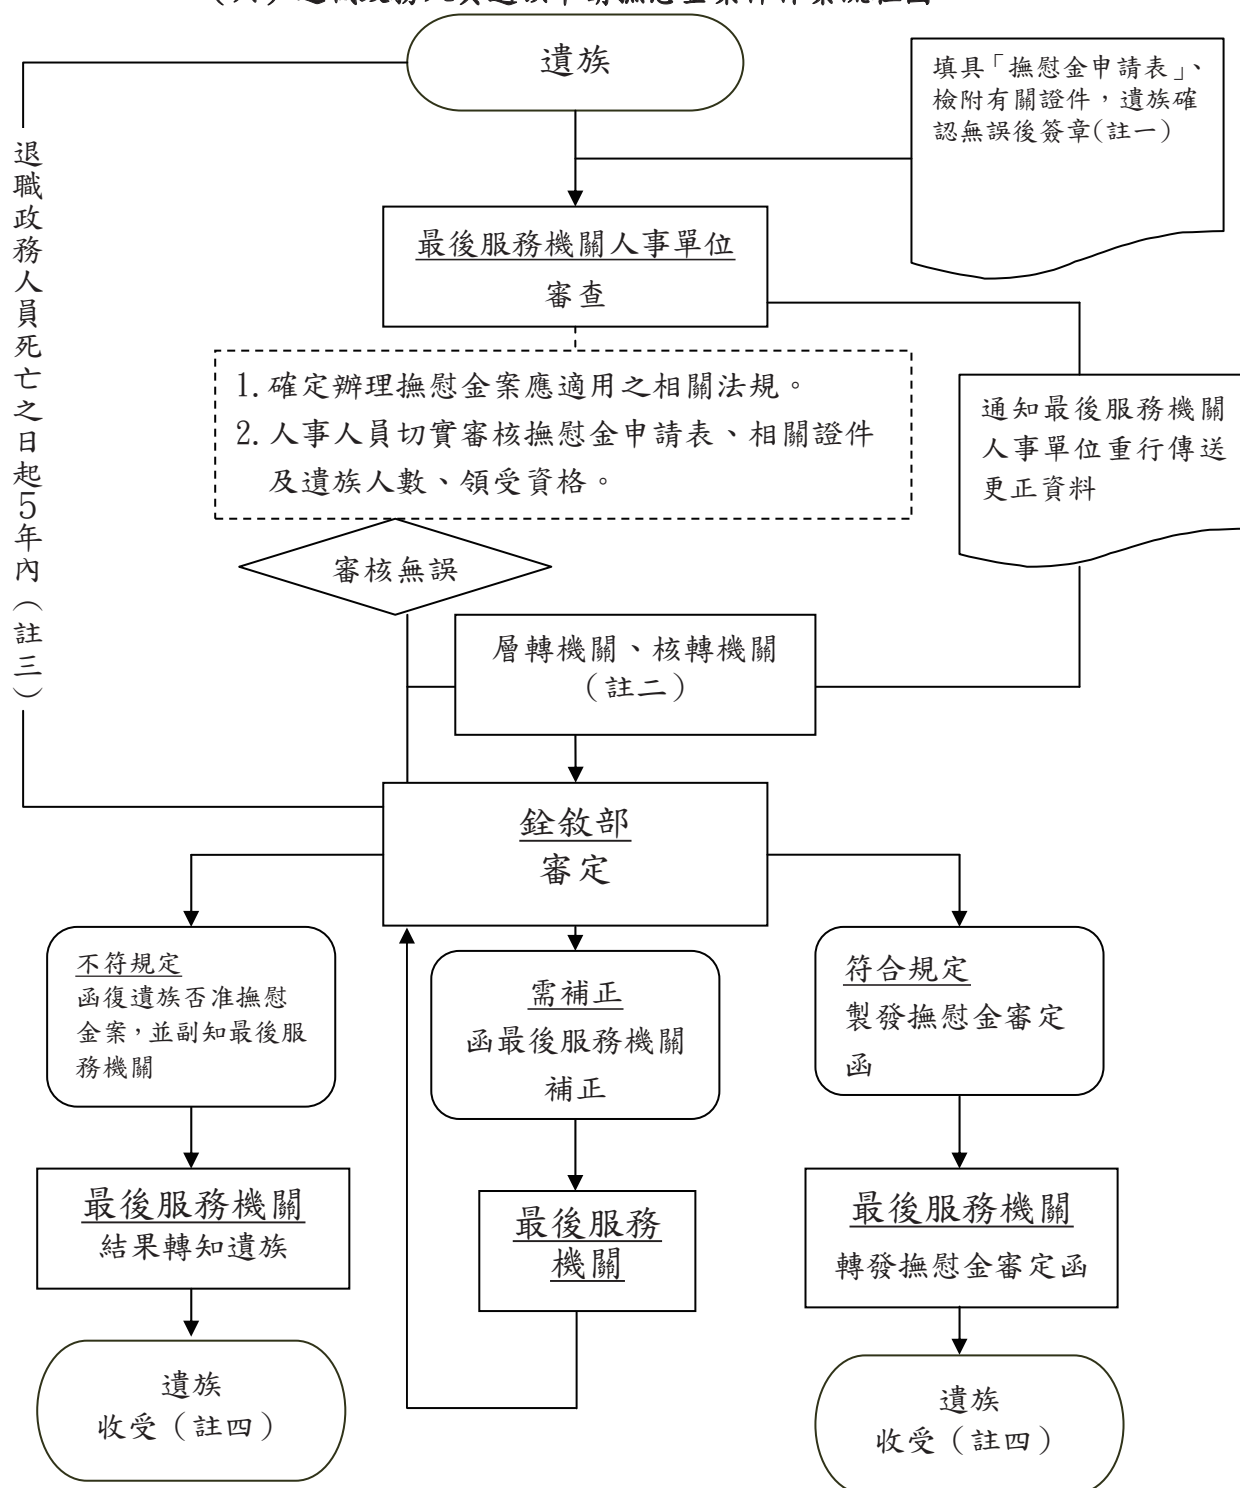 遺族
填具「撫慰金申請表」、
檢附有關證件，遺族確
認無誤後簽章(註一)
退職政務人員死亡之日起5年內（註三）
最後服務機關人事單位
審查
1.確定辦理撫慰金案應適用之相關法規。
2.人事人員切實審核撫慰金申請表、相關證件
及遺族人數、領受資格。
通知最後服務機關
人事單位重行傳送
更正資料
審核無誤
層轉機關、核轉機關
（註二）
銓敘部
審定
不符規定
函復遺族否准撫慰
金案，並副知最後服
務機關
需補正
函最後服務機關
補正
符合規定
製發撫慰金審定
函
最後服務機關
結果轉知遺族
最後服務
機關
最後服務機關
轉發撫慰金審定函
遺族
收受（註四）
遺族
收受（註四）